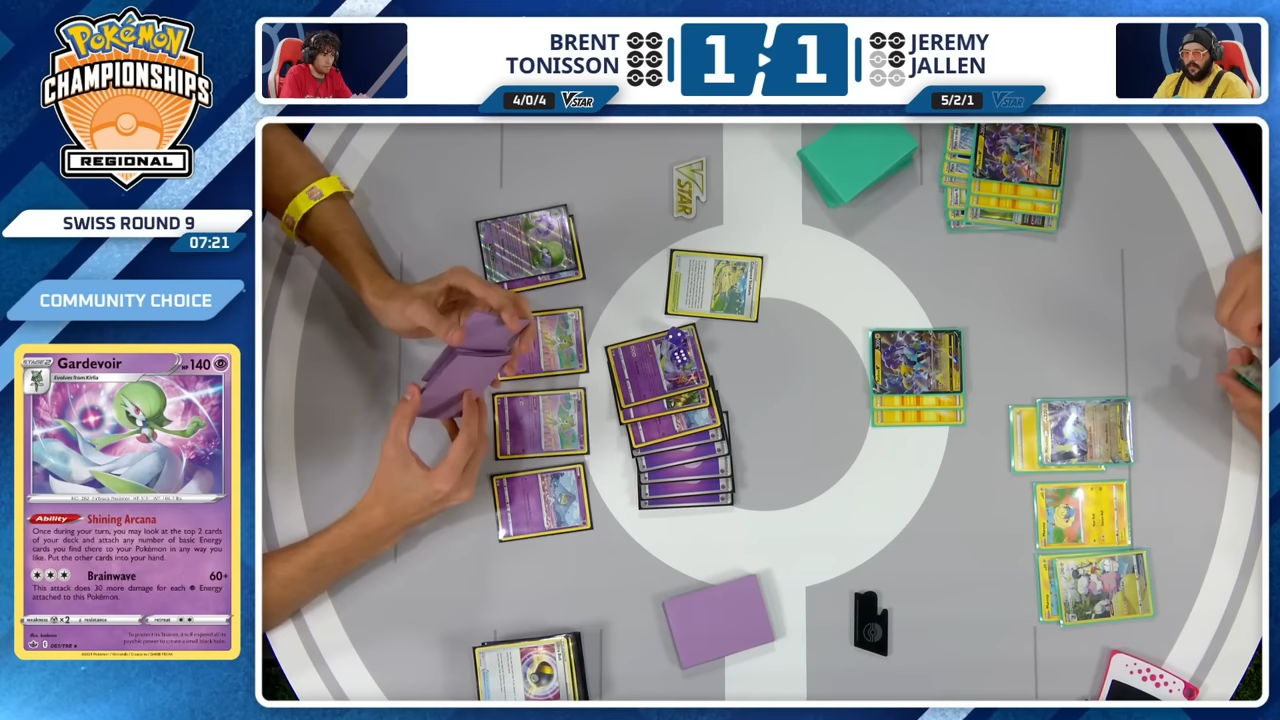 Pokémon
CHAMPIONSHIPS
REGIONAL
SWISS ROUND 9
07:21
COMMUNITY CHOICE
BRENT
TONISSON
4/0/4
VSTAR
1
1
JEREMY
JALLEN
5/2/1
VSTAR
VSTAR
STAGE 2
Gardevoir
HP 140
Evolves from Kirlia
Ability
Shining Arcana
Once during your turn, you may look at the top 2 cards
of your deck and attach any number of basic Energy
cards you find there to your Pokémon in any way you
like. Put the other cards into your hand.
Brainwave
60+
This attack does 30 more damage for each
Energy
attached to this Pokémon.
weakness
×2
resistance
retreat